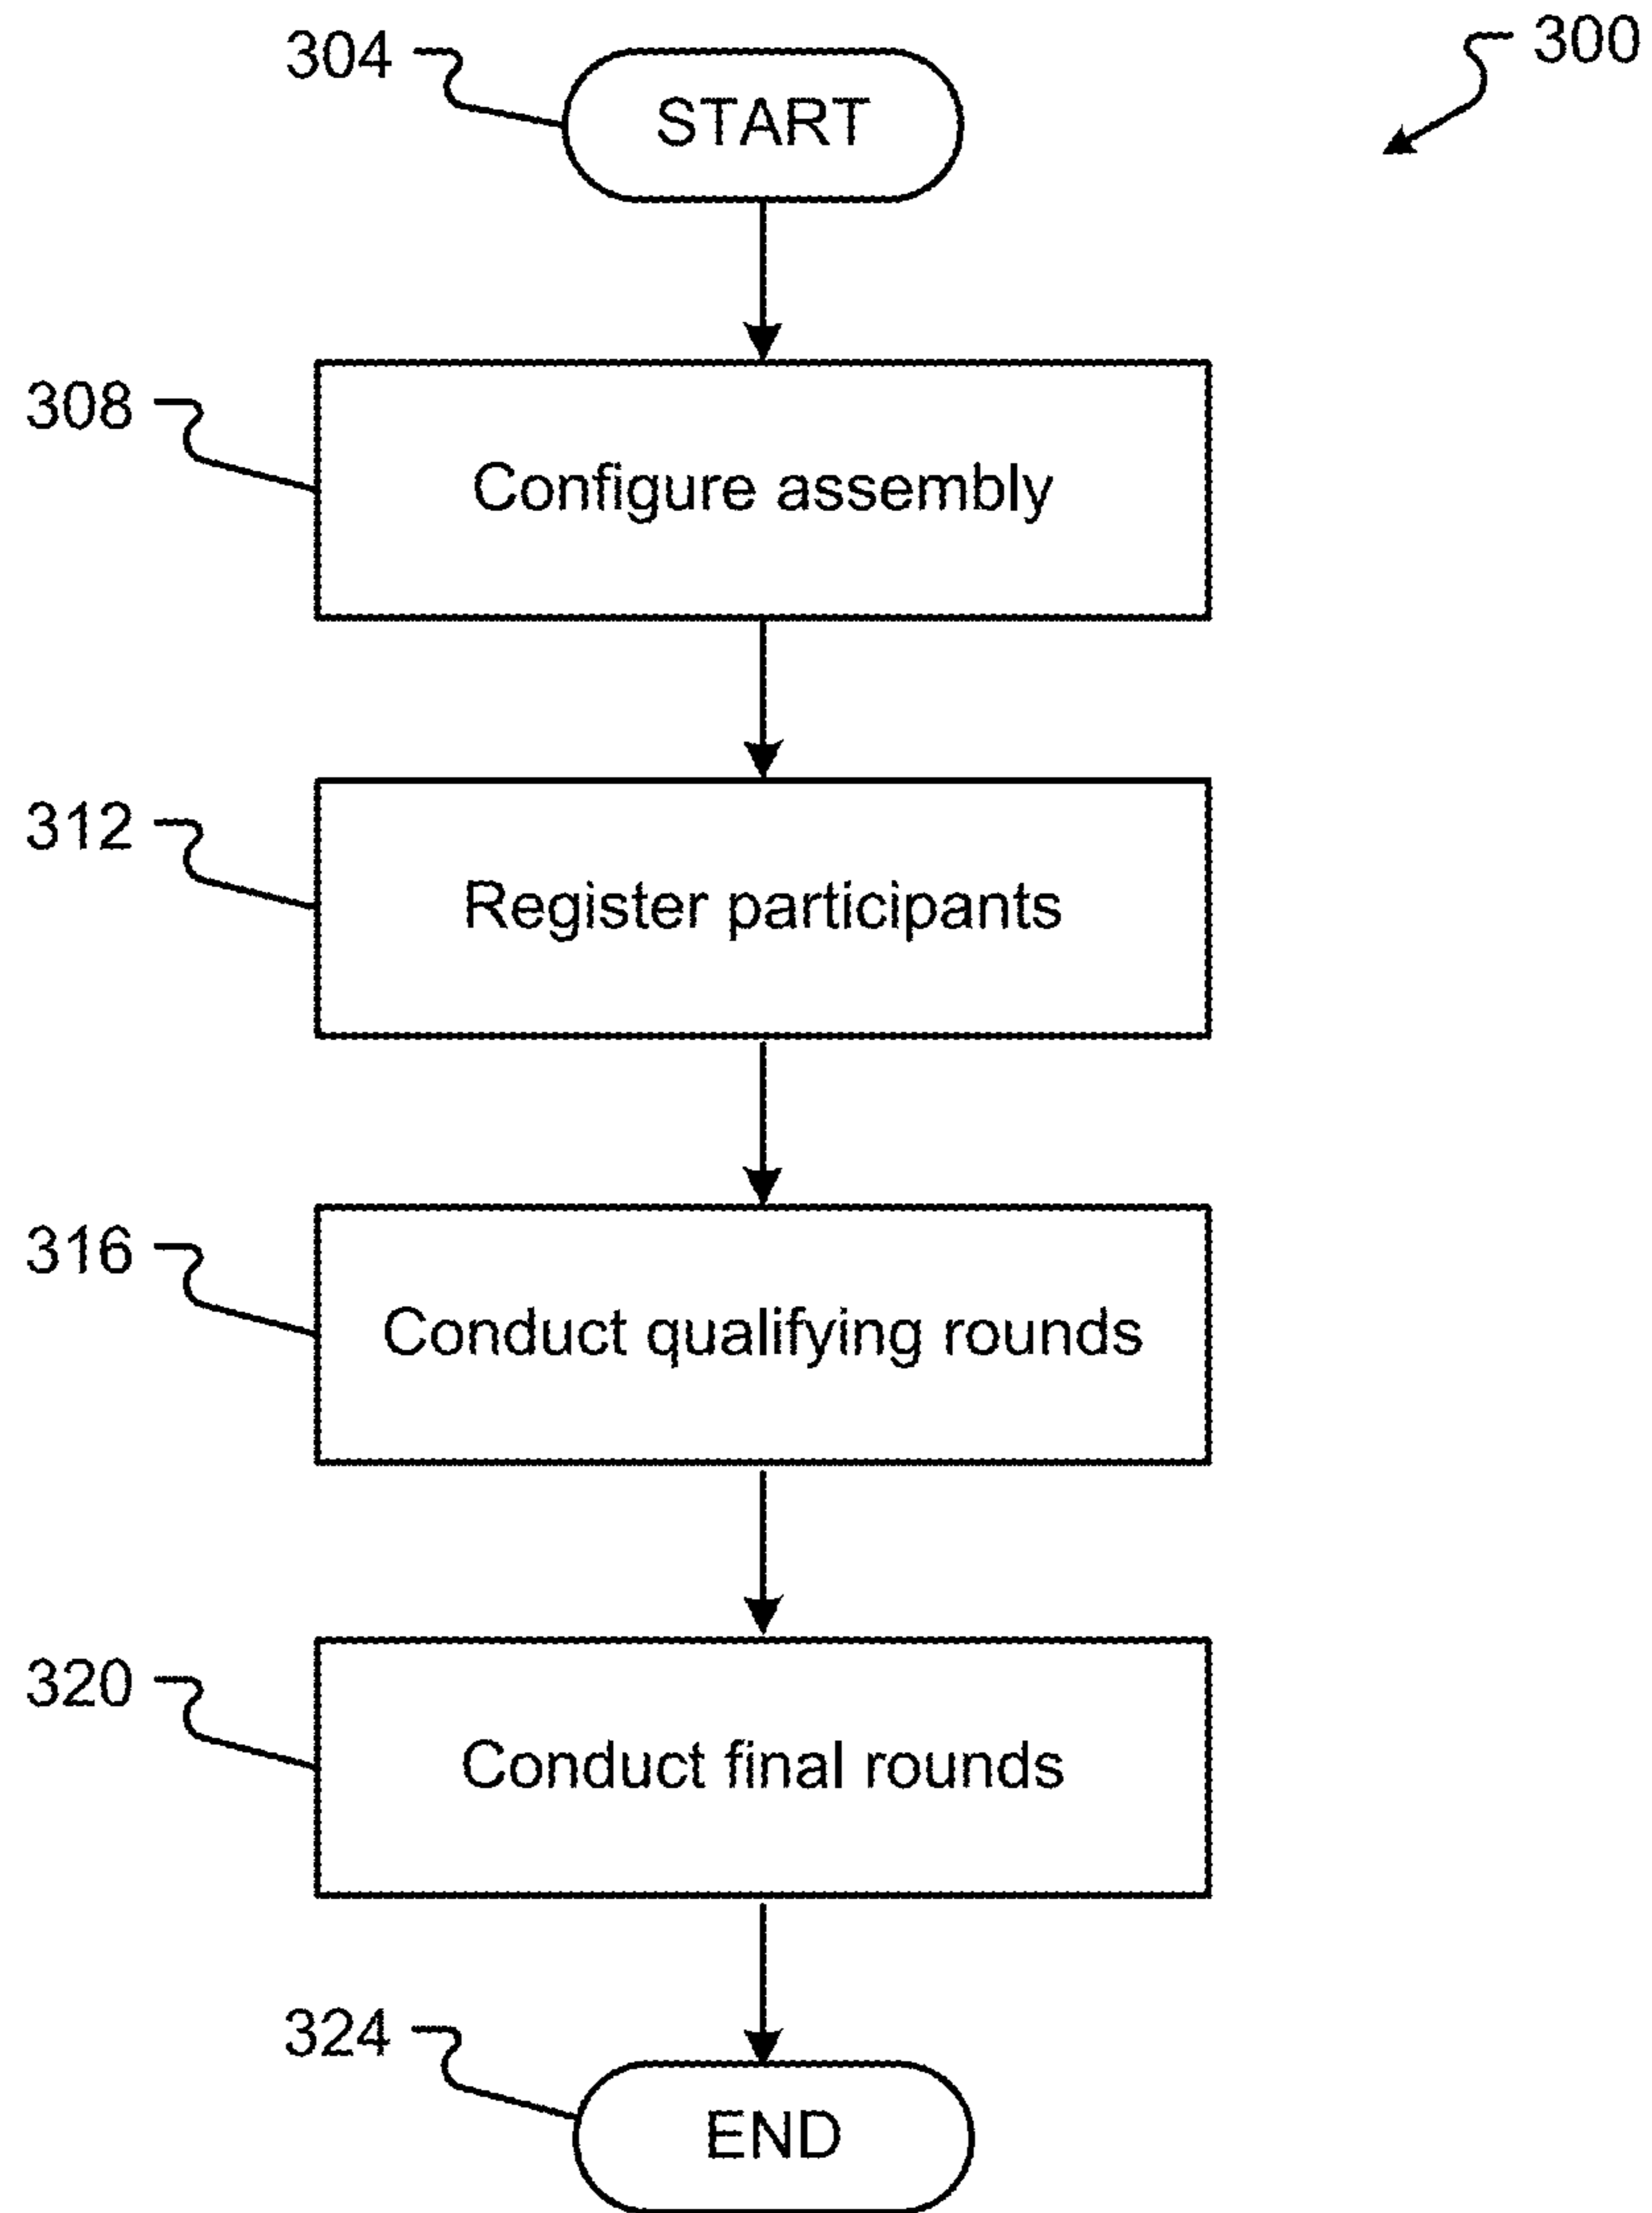 300
304
START
308
Configure assembly
312
Register participants
316
Conduct qualifying rounds
320
Conduct final rounds
324
END